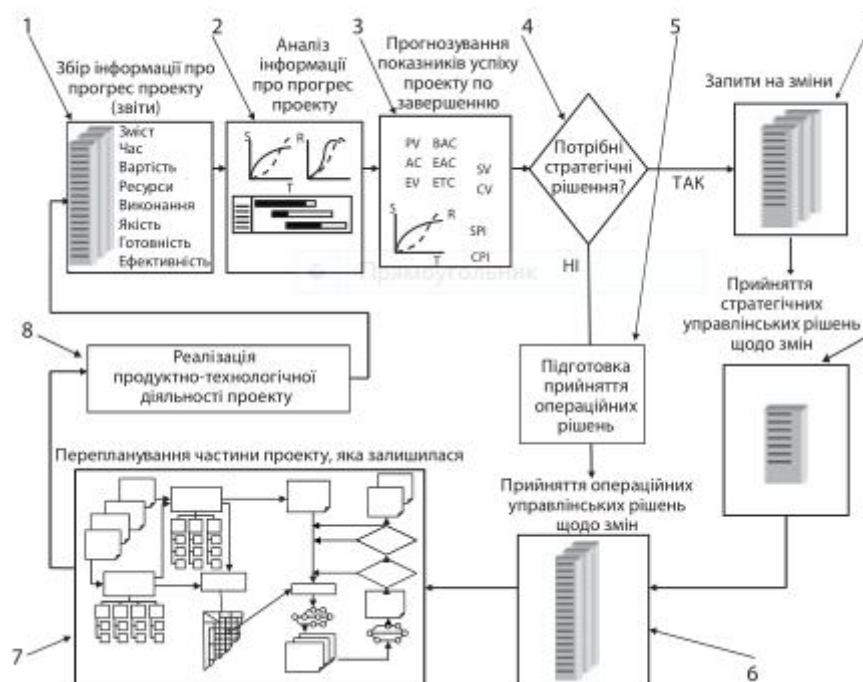 1
Збір інформації про
прогрес проекту
(звіти)
Зміст
Час
Вартість
Ресурси
Виконання
Якість
Готовність
Ефективність
2
Аналіз
інформації
про прогрес
проекту
S
R
T
3
Прогнозування
показників успіху
проекту по
завершенню
PV BAC
AC EAC
EV ETC
SV
CV
S
R
T
SPI
CPI
4
Потрібні
стратегічні
рішення?
ТАК
НІ
5
Запити на зміни
Прямоугольник
Прийняття
стратегічних
управлінських рішень
щодо змін
8
Реалізація
продуктно-технологічної
діяльності проекту
Підготовка
прийняття
операційних
рішень
Перепланування частини проекту, яка залишилася
Прийняття операційних
управлінських рішень
щодо змін
7
6